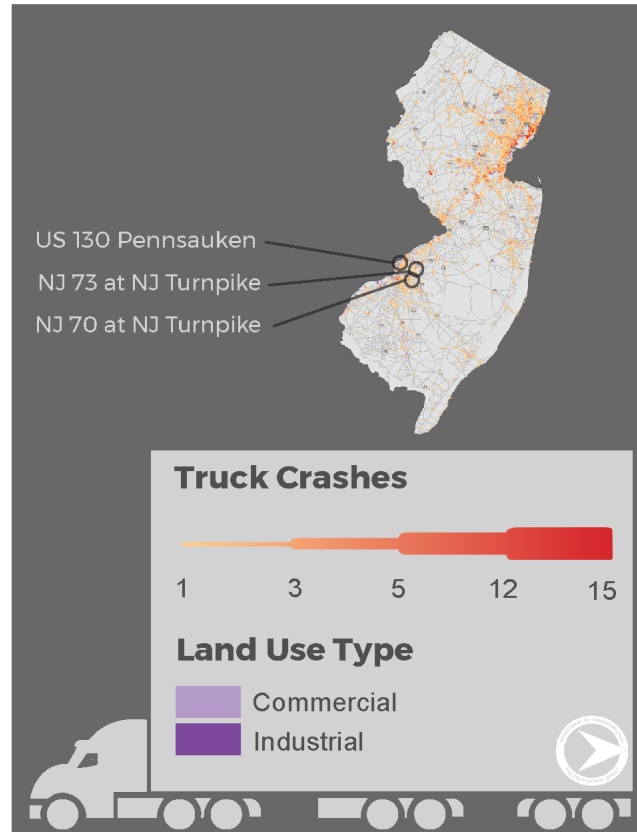 US 130 Pennsauken
NJ 73 at NJ Turnpike
NJ 70 at NJ Turnpike
Truck Crashes
1 3 5 12 15
Land Use Type
Commercial
Industrial